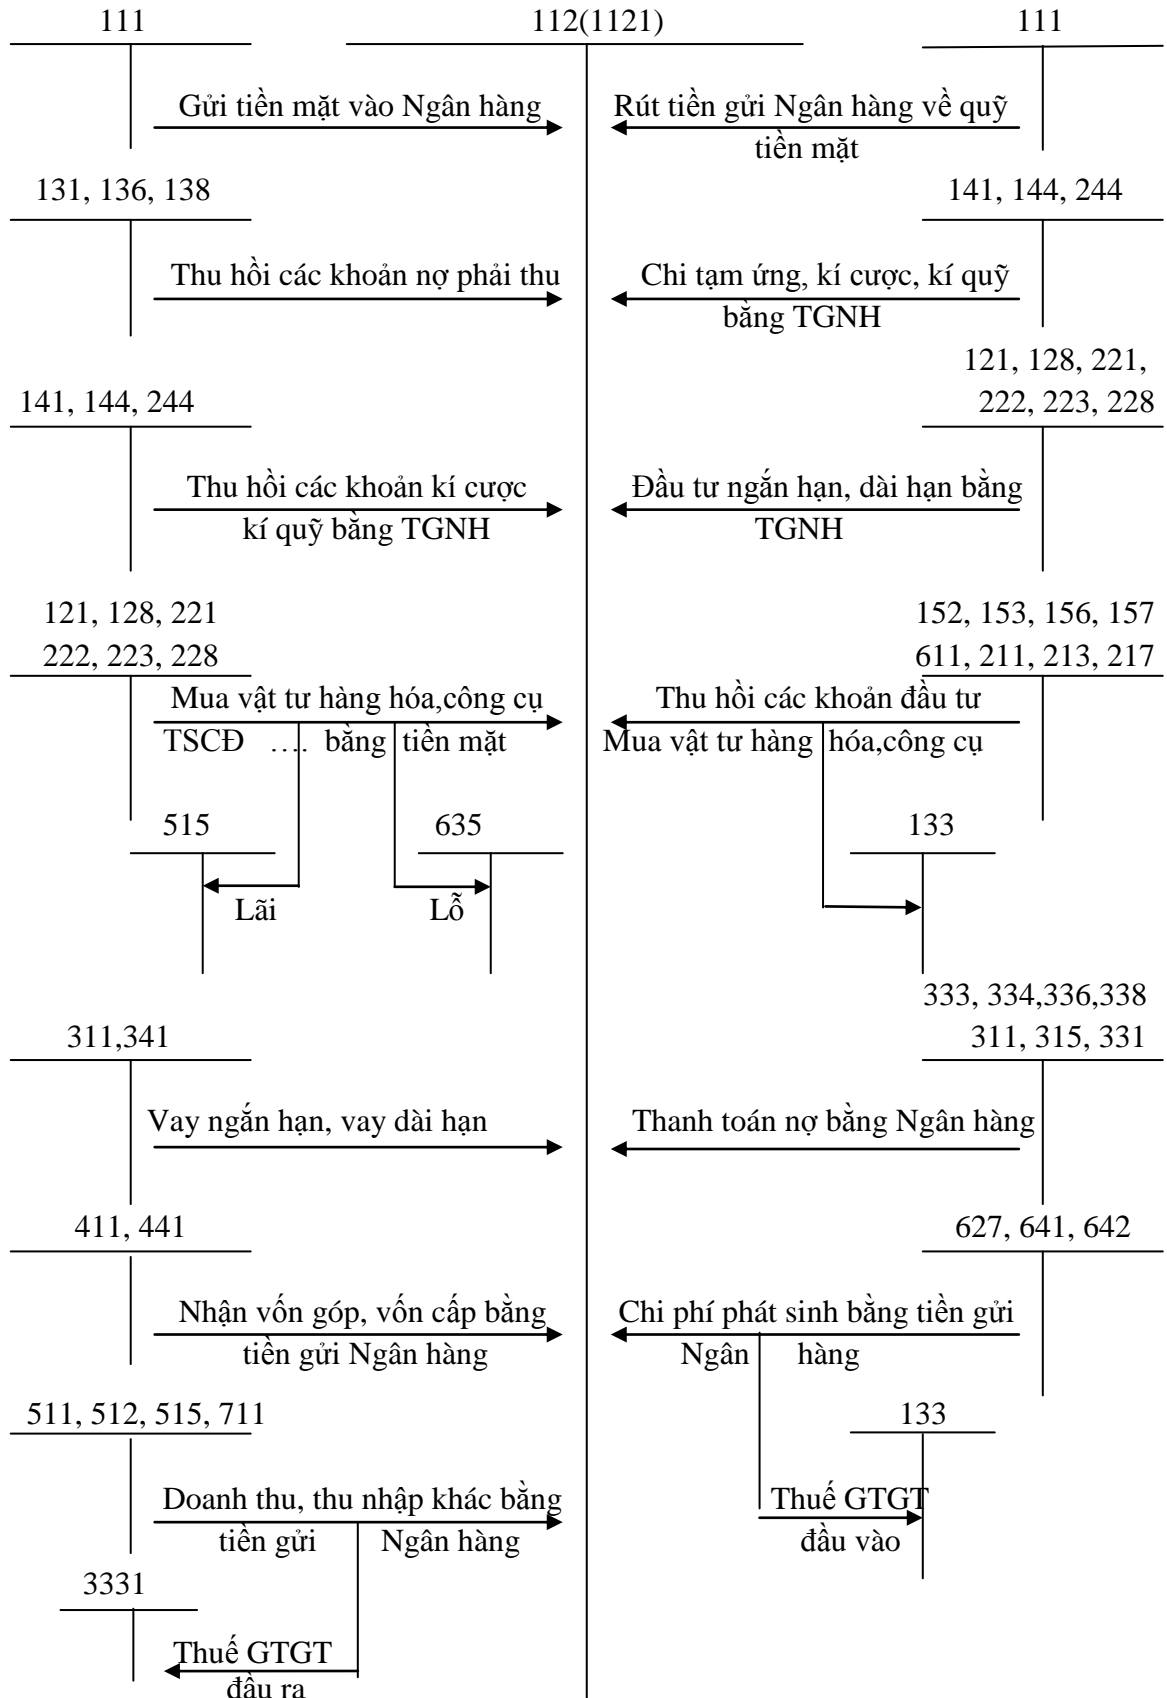 111 112(1121) 111
Gửi tiền mặt vào Ngân hàng Rút tiền gửi Ngân hàng về quỹ
tiền mặt
131, 136, 138 141, 144, 244
Thu hồi các khoản nợ phải thu Chi tạm ứng, kí cược, kí quỹ
bằng TGNH
121, 128, 221,
141, 144, 244 222, 223, 228
Thu hồi các khoản kí cược Đầu tư ngắn hạn, dài hạn bằng
kí quỹ bằng TGNH TGNH
121, 128, 221 152, 153, 156, 157
222, 223, 228 611, 211, 213, 217
Mua vật tư hàng hóa,công cụ Thu hồi các khoản đầu tư
TSCĐ …. bằng tiền mặt Mua vật tư hàng hóa,công cụ
515 635 133
Lãi Lỗ
333, 334,336,338
311,341 311, 315, 331
Vay ngắn hạn, vay dài hạn Thanh toán nợ bằng Ngân hàng
411, 441 627, 641, 642
Nhận vốn góp, vốn cấp bằng Chi phí phát sinh bằng tiền gửi
tiền gửi Ngân hàng Ngân hàng
511, 512, 515, 711 133
Doanh thu, thu nhập khác bằng Thuế GTGT
tiền gửi Ngân hàng đầu vào
3331
Thuế GTGT
đầu ra